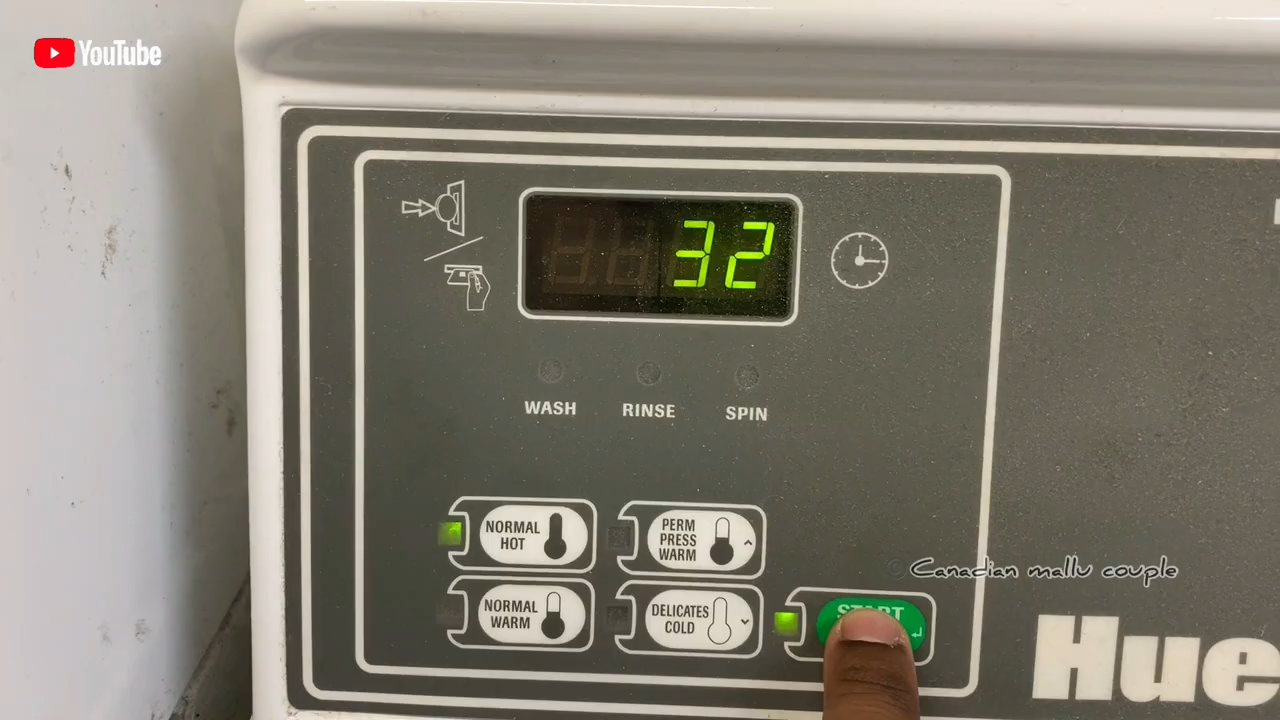 YouTube
32
WASH RINSE SPIN
NORMAL HOT
PERM PRESS WARM
NORMAL WARM
DELICATES COLD
START
© Canadian mallu couple
Hue